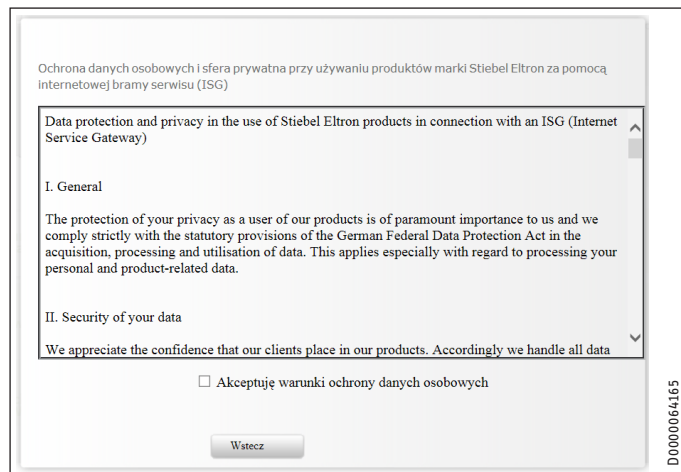 Ochrona danych osobowych i sfera prywatna przy używaniu produktów marki Stiebel Eltron za pomocą
internetowej bramy serwisu (ISG)
Data protection and privacy in the use of Stiebel Eltron products in connection with an ISG (Internet
Service Gateway)
I. General
The protection of your privacy as a user of our products is of paramount importance to us and we
comply strictly with the statutory provisions of the German Federal Data Protection Act in the
acquisition, processing and utilisation of data. This applies especially with regard to processing your
personal and product-related data.
II. Security of your data
We appreciate the confidence that our clients place in our products. Accordingly we handle all data
Akceptuję warunki ochrony danych osobowych
Wstecz
D0000064165